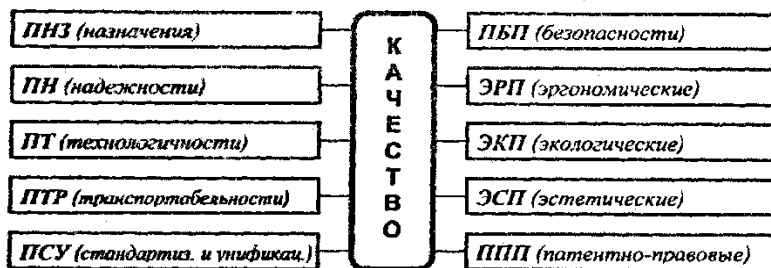 ПНЗ (назначения)
ПН (надежности)
ПТ (технологичности)
ПТР (транспортабельности)
ПСУ (стандартиз. и унификац.)
КАЧЕСТВО
ПБП (безопасности)
ЭРП (эргономические)
ЭКП (экологические)
ЭСП (эстетические)
ППП (патентно-правовые)